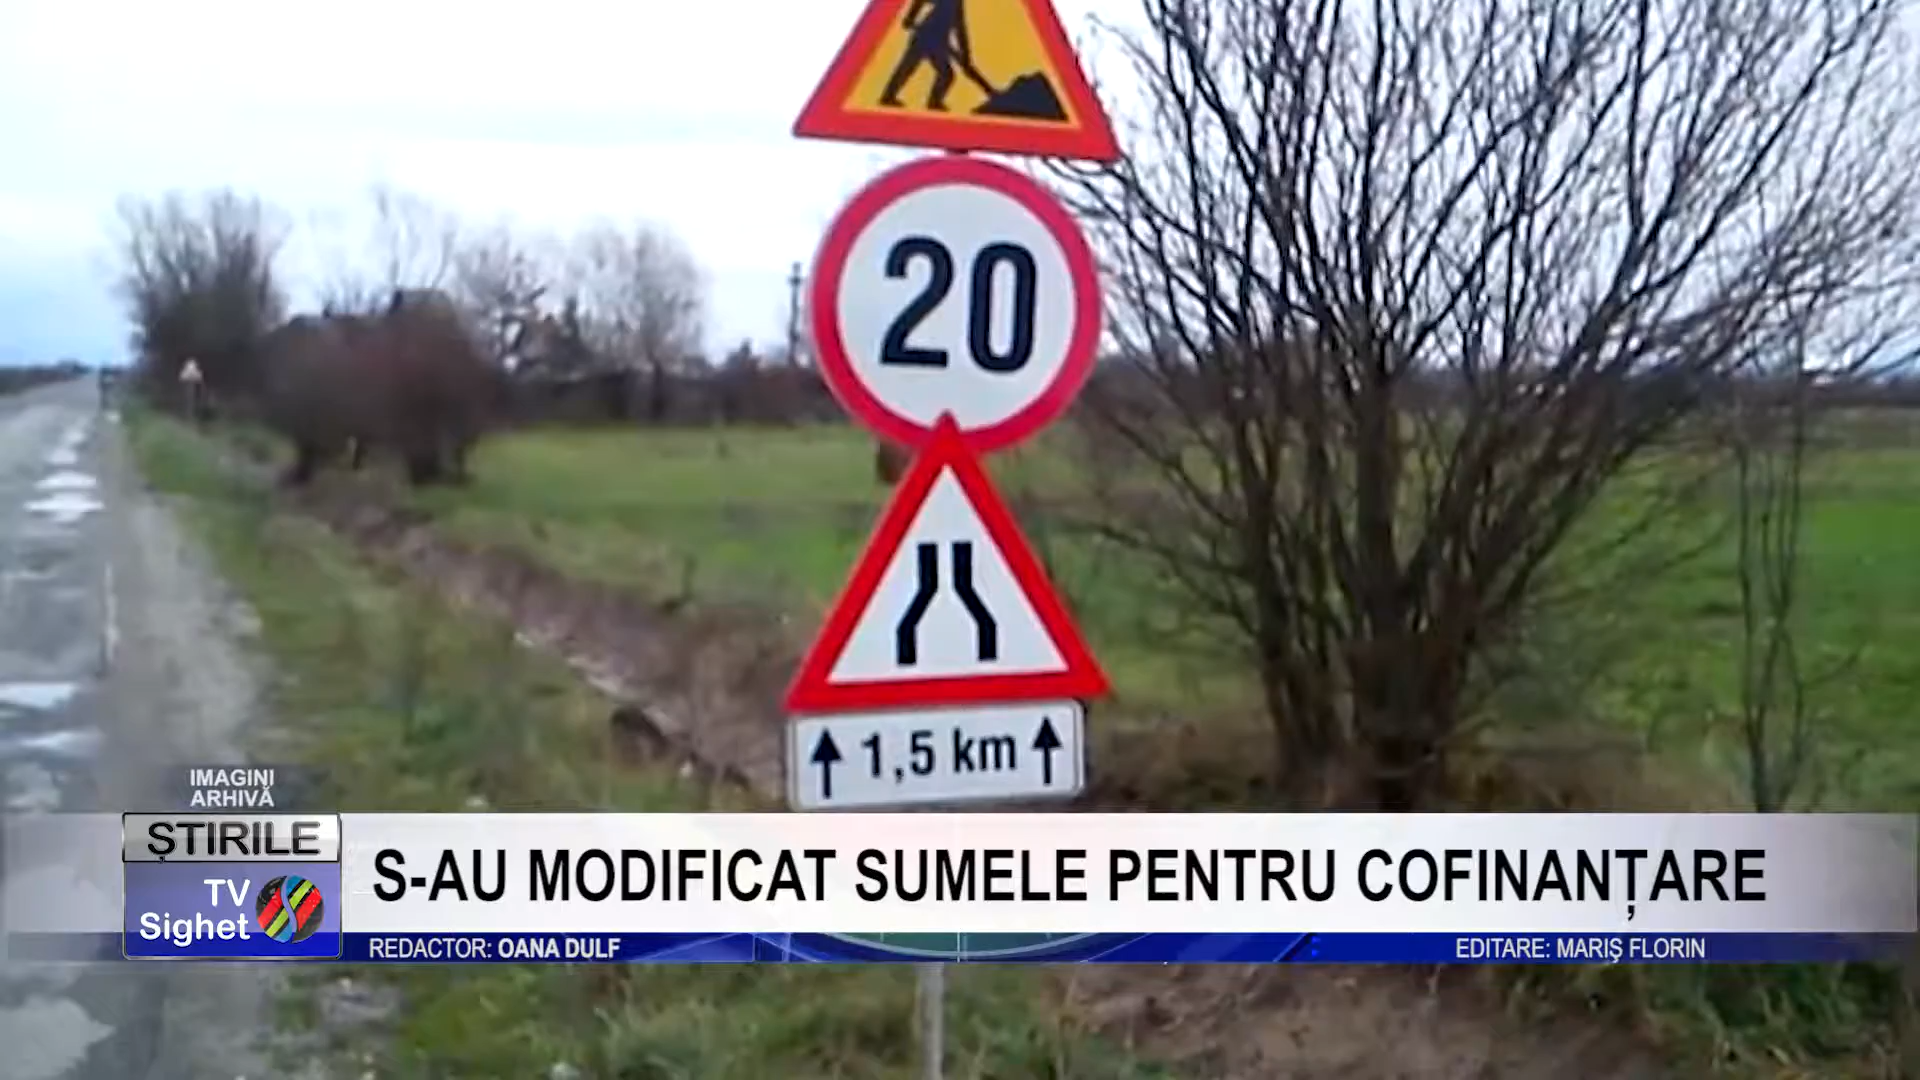 20
1,5 km
IMAGINI
ARHIVĂ
ȘTIRILE
TV
Sighet
S-AU MODIFICAT SUMELE PENTRU COFINANȚARE
REDACTOR: OANA DULF
EDITARE: MARIŞ FLORIN